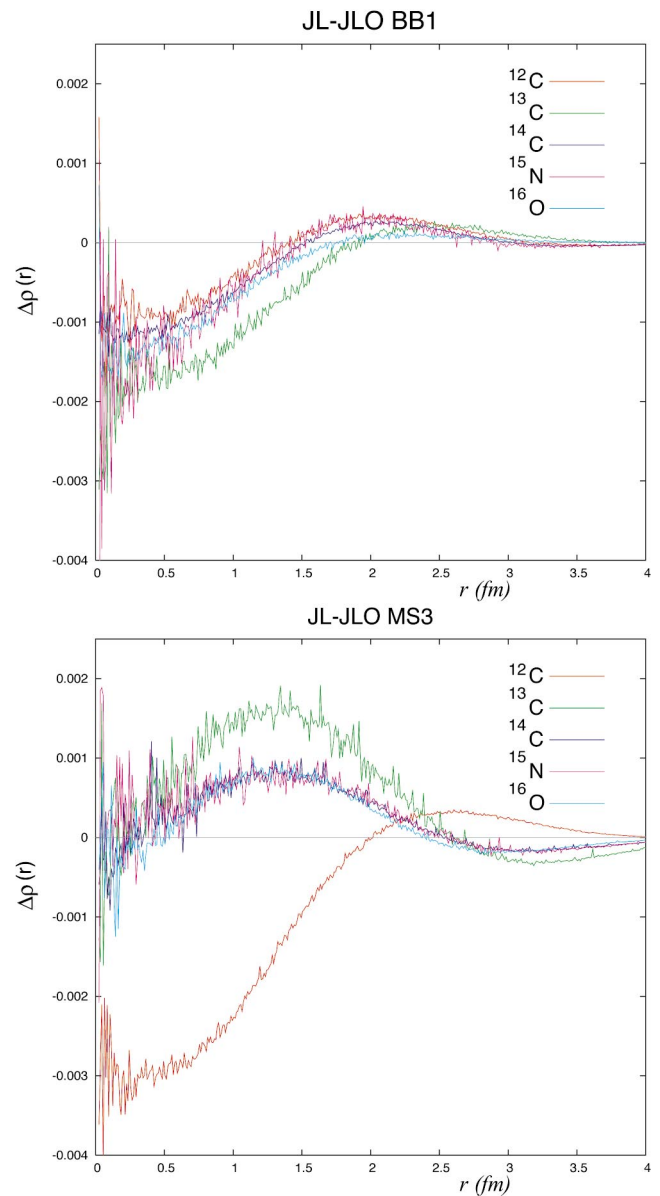 JL-JLO BB1
0.002
0.001
0
-0.001
-0.002
-0.003
-0.004
Δρ (r)
¹²C
¹³C
¹⁴C
¹⁵N
¹⁶O
0 0.5 1 1.5 2 2.5 3 3.5 4
r (fm)
JL-JLO MS3
0.002
0.001
0
-0.001
-0.002
-0.003
-0.004
Δρ (r)
¹²C
¹³C
¹⁴C
¹⁵N
¹⁶O
0 0.5 1 1.5 2 2.5 3 3.5 4
r (fm)